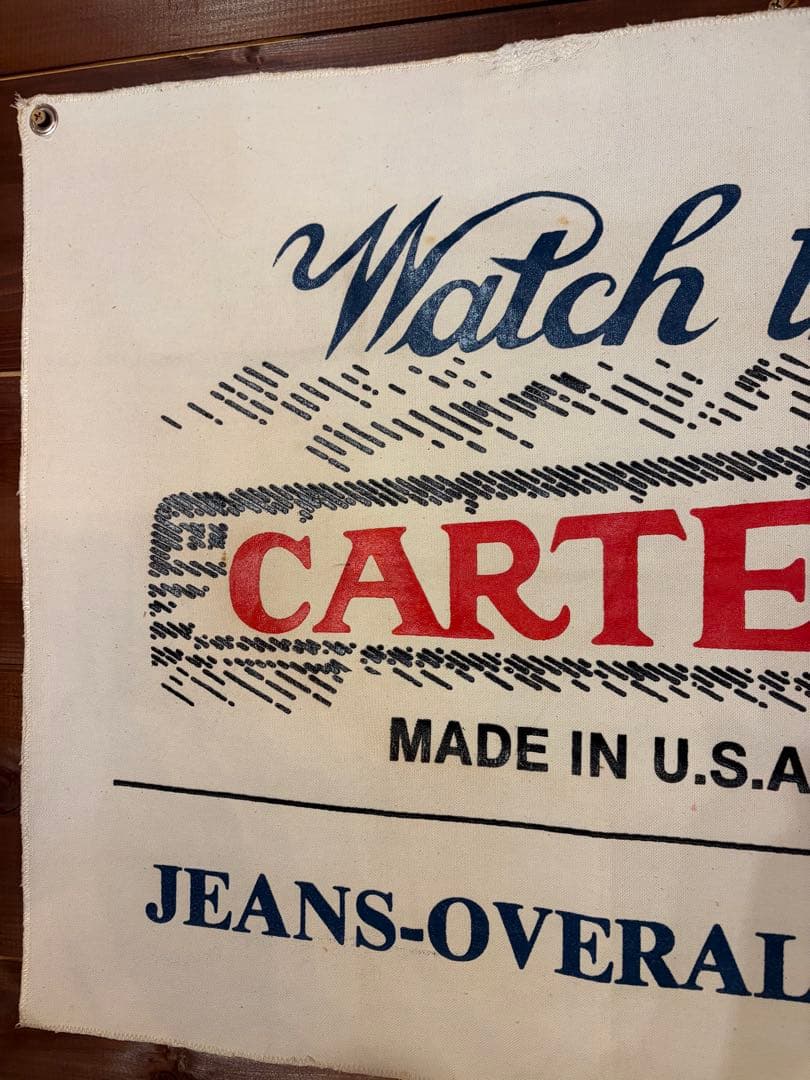 Watch t
CARTE
MADE IN U.S.A
JEANS-OVERAL